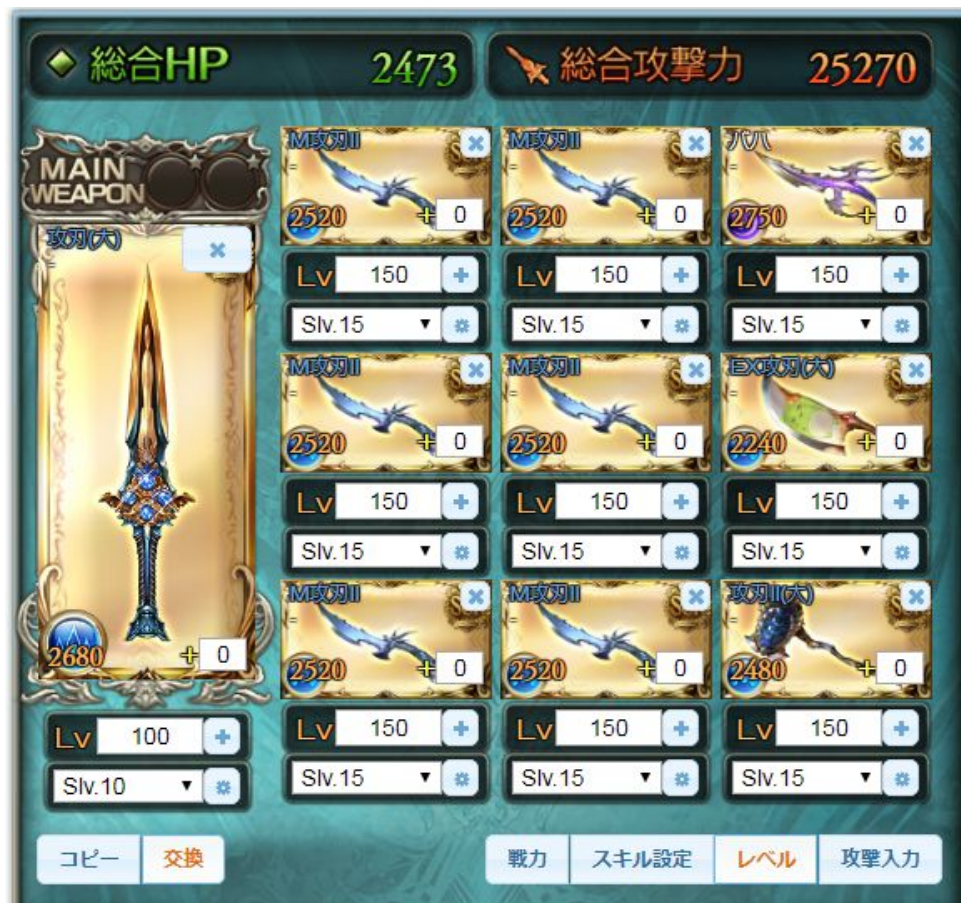 総合HP 2473 総合攻撃力 25270
MAIN WEAPON
攻刃(大)
2680 + 0
Lv 100 +
Slv.10
M攻刃II M攻刃II バハ
2520 + 0 2520 + 0 2750 + 0
Lv 150 + Lv 150 + Lv 150 +
Slv.15 Slv.15 Slv.15
M攻刃II M攻刃II EX攻刃(大)
2520 + 0 2520 + 0 2240 + 0
Lv 150 + Lv 150 + Lv 150 +
Slv.15 Slv.15 Slv.15
M攻刃II M攻刃II 攻刃II(大)
2520 + 0 2520 + 0 2480 + 0
Lv 150 + Lv 150 + Lv 150 +
Slv.15 Slv.15 Slv.15
コピー 交換 戦力 スキル設定 レベル 攻撃入力